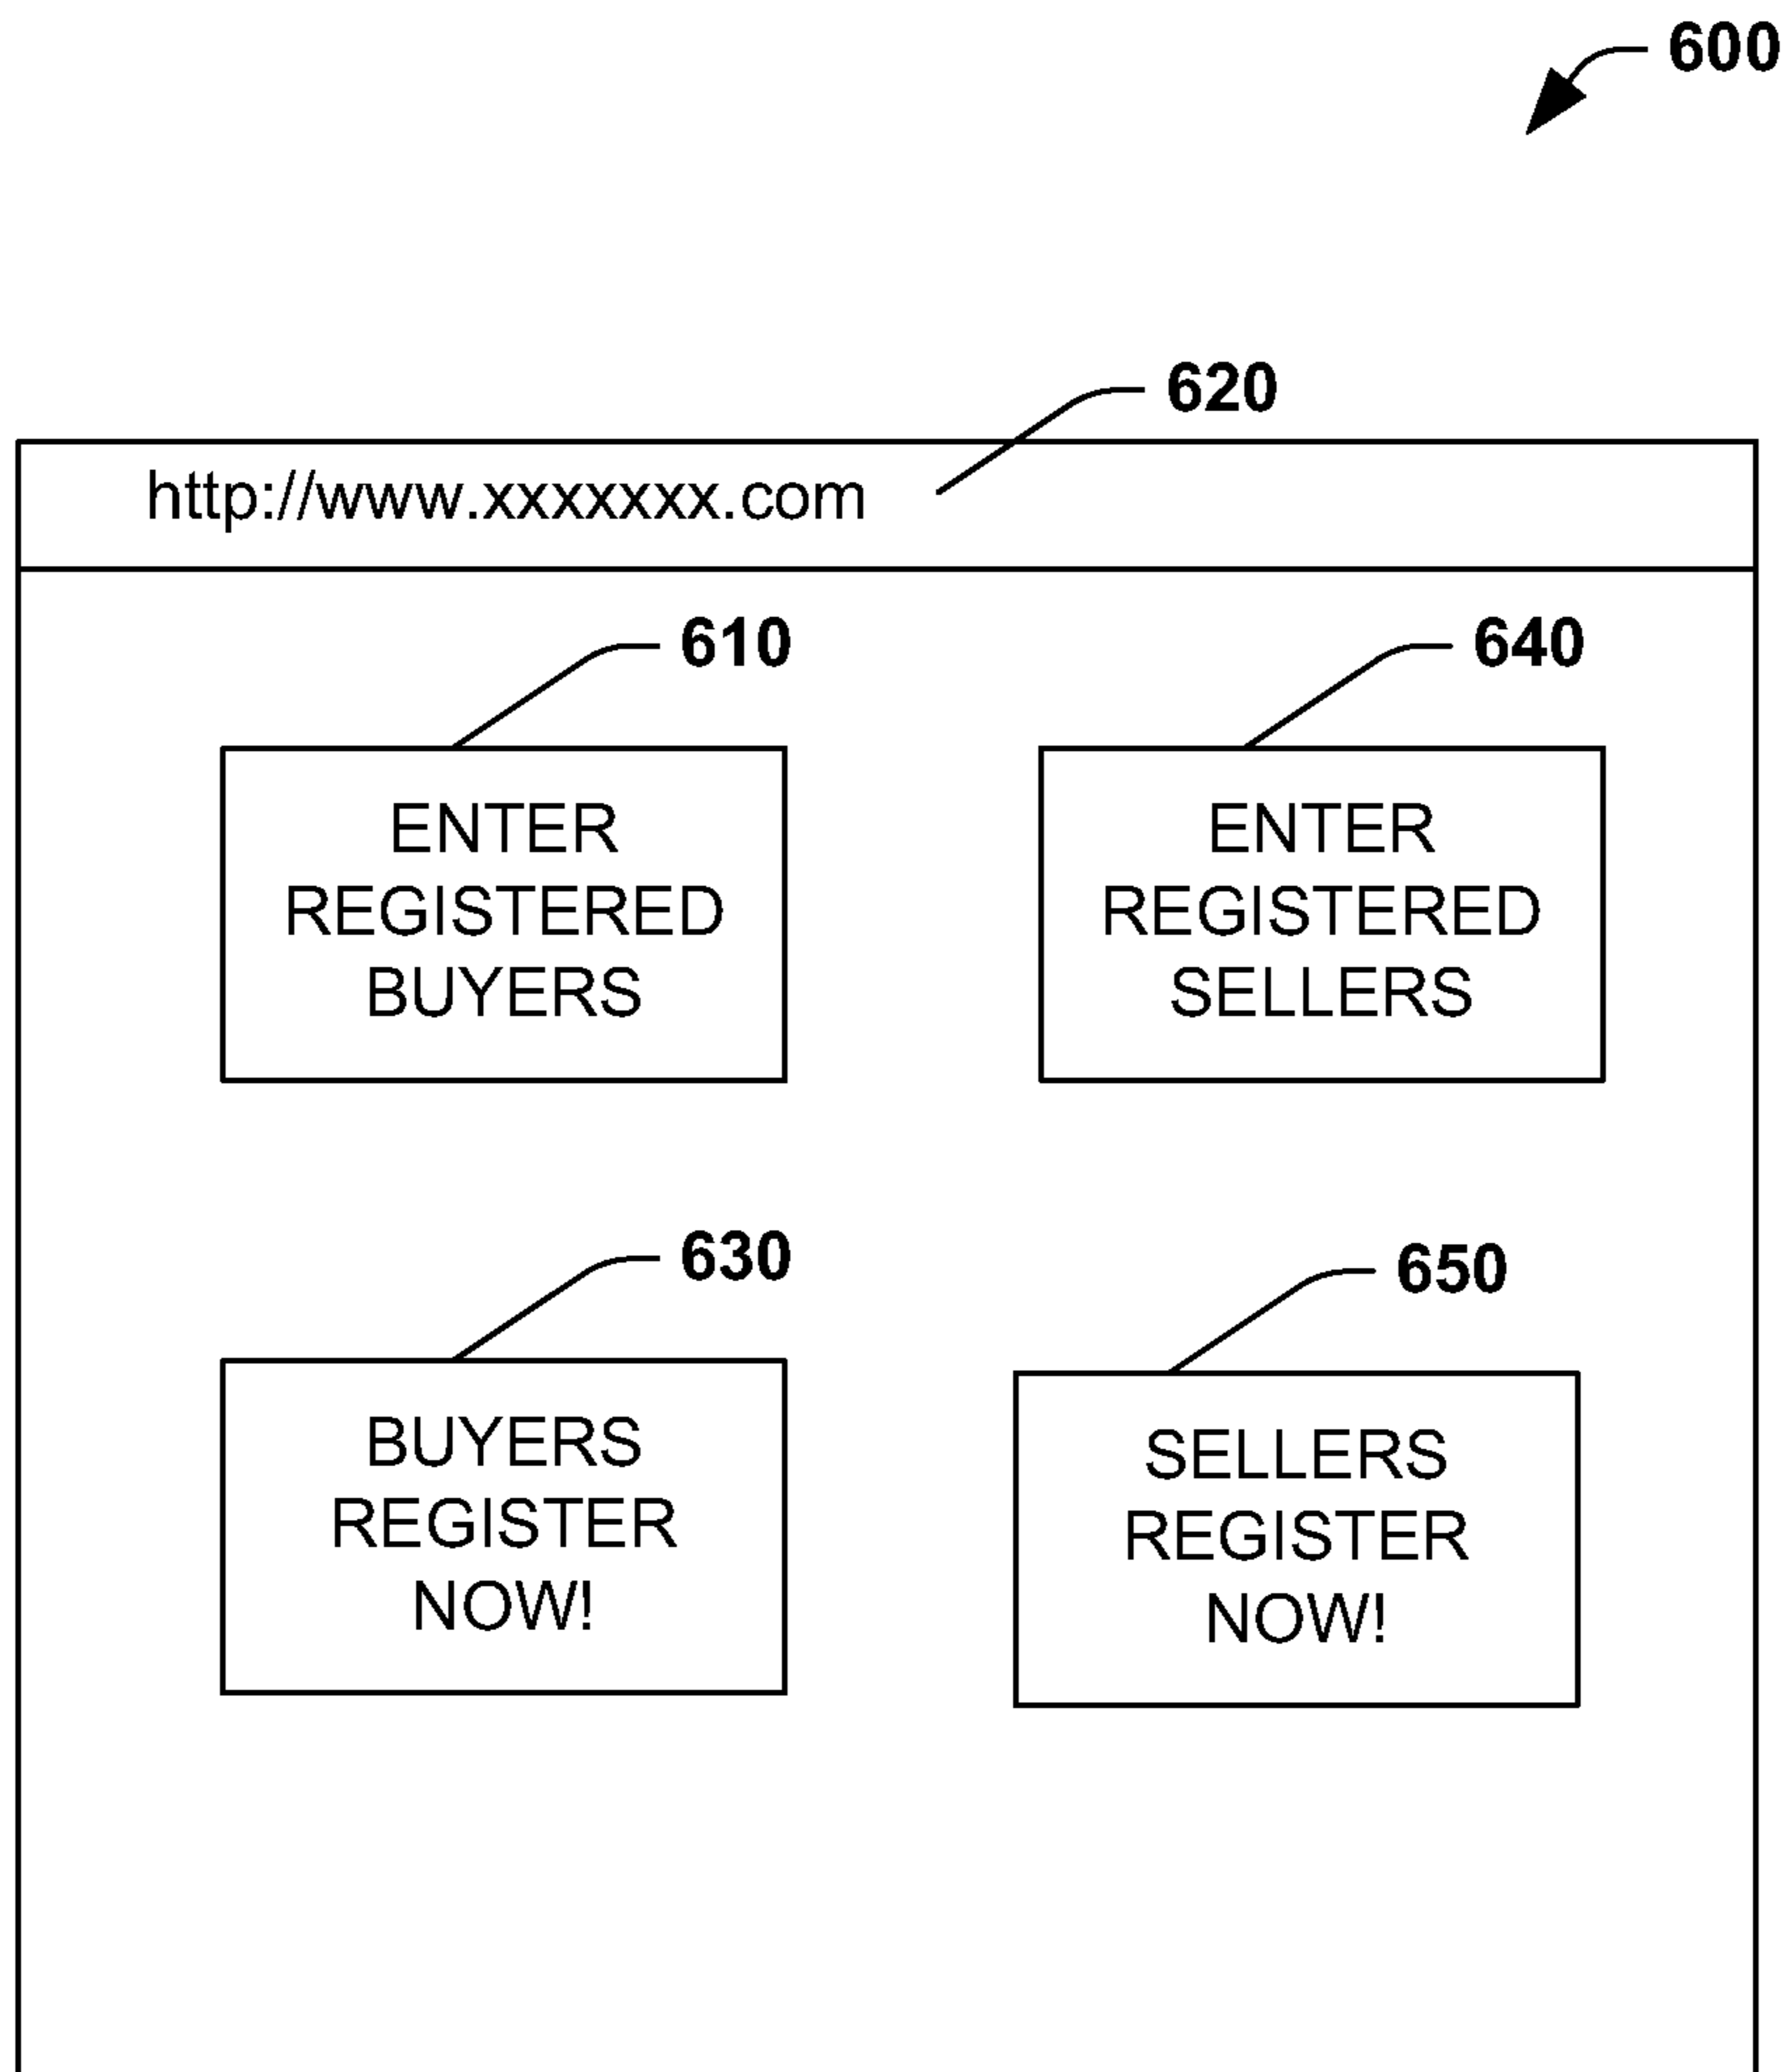 600
620
http://www.xxxxxxx.com
610
640
ENTER
REGISTERED
BUYERS
ENTER
REGISTERED
SELLERS
630
650
BUYERS
REGISTER
NOW!
SELLERS
REGISTER
NOW!